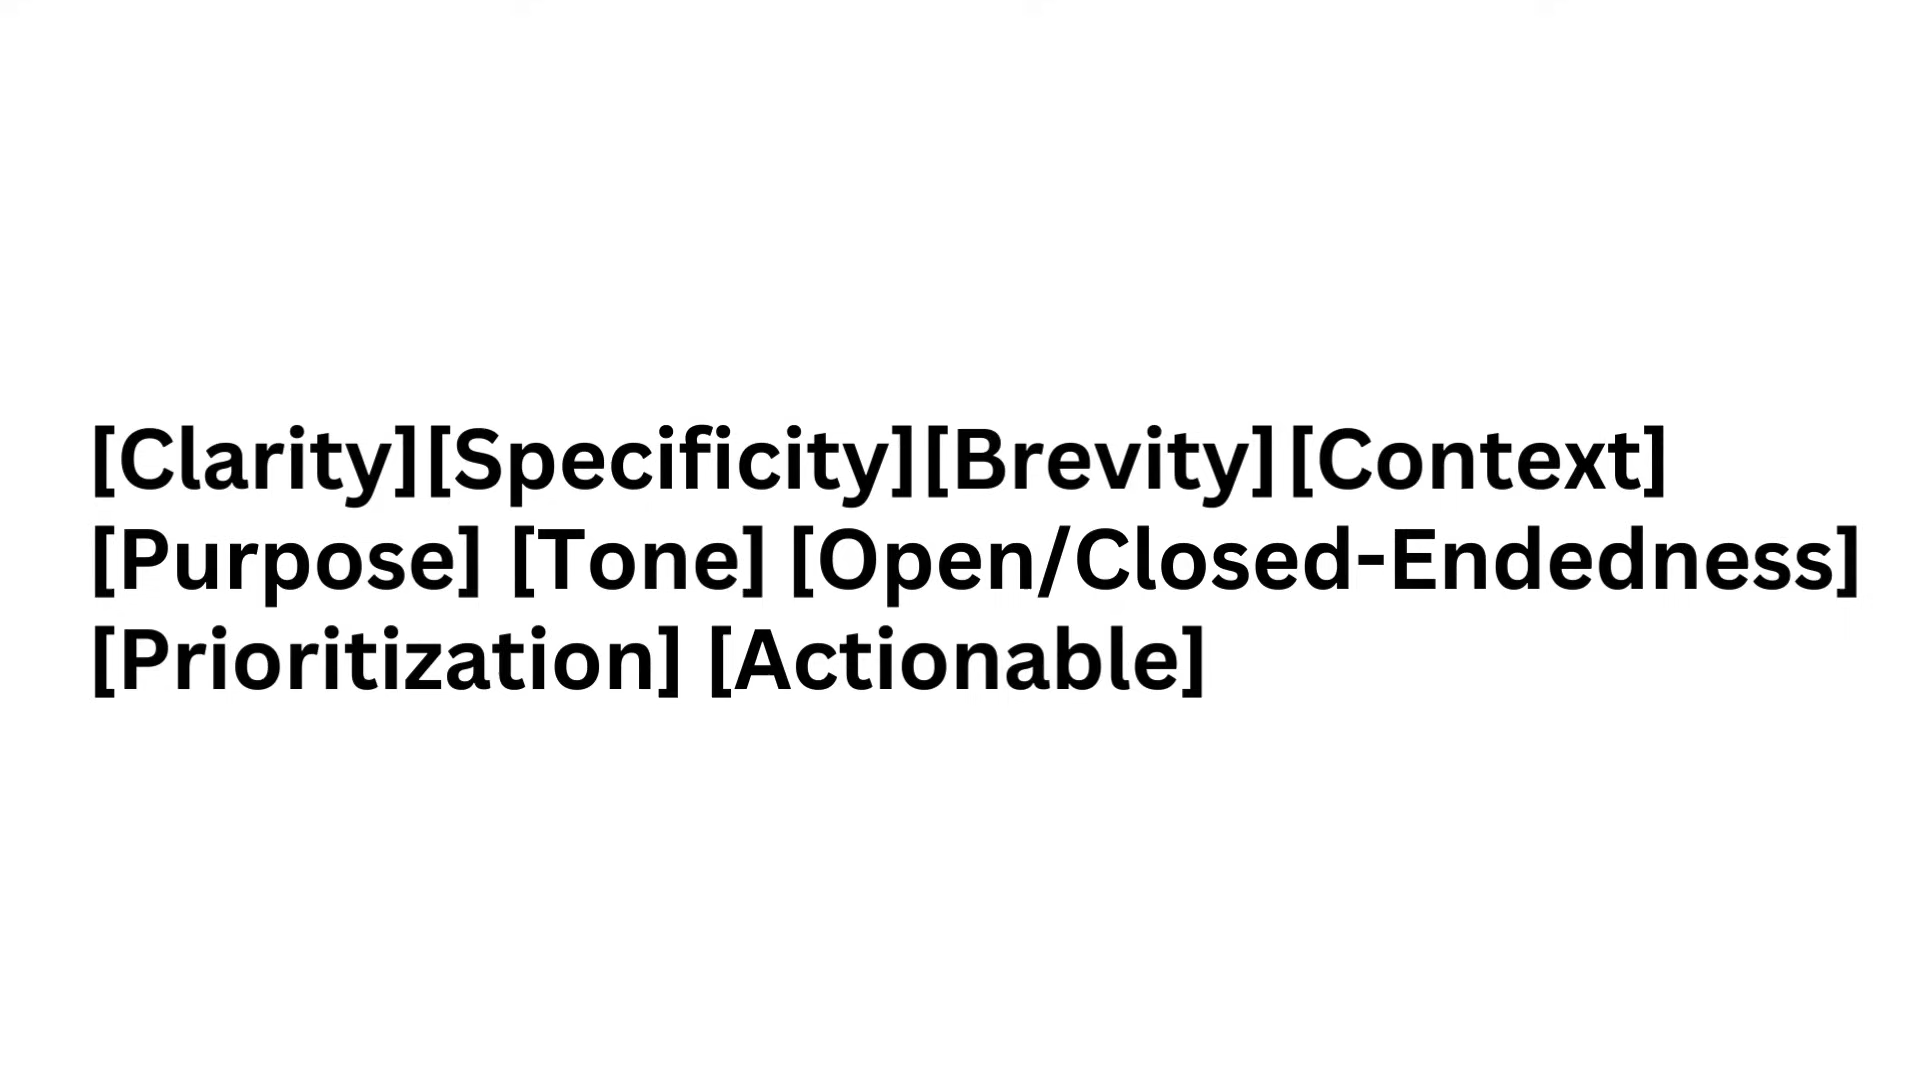 [Clarity][Specificity][Brevity][Context]
[Purpose] [Tone] [Open/Closed-Endedness]
[Prioritization] [Actionable]